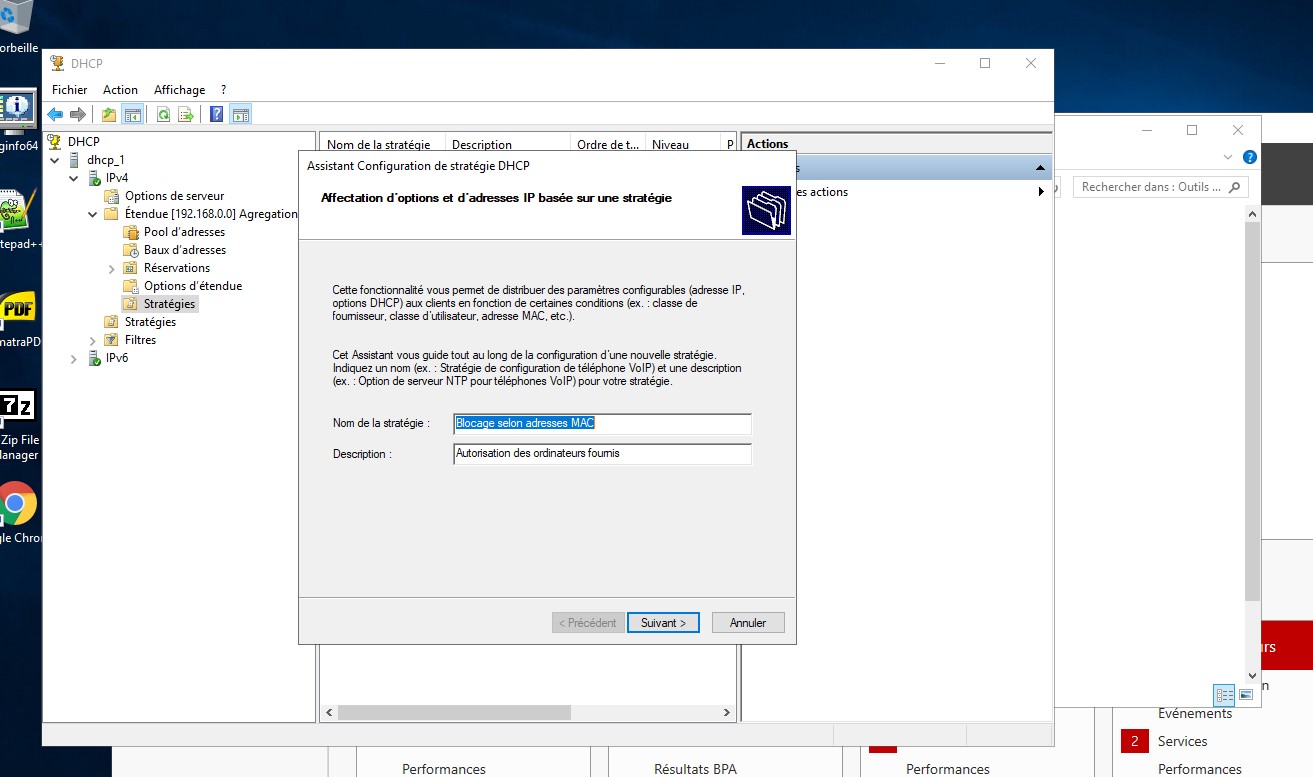 orbeille
ginfo64
tepad++
PDF
matraPD
7z
Zip File
anager
gle Chro
DHCP
Fichier Action Affichage ?
DHCP
dhcp_1
IPv4
Options de serveur
Étendue [192.168.0.0] Agregation
Pool d'adresses
Baux d'adresses
Réservations
Options d'étendue
Stratégies
Stratégies
Filtres
IPv6
Nom de la stratégie Description Ordre de t... Niveau P
Actions
s
es actions
Assistant Configuration de stratégie DHCP
Affectation d'options et d'adresses IP basée sur une stratégie
Cette fonctionnalité vous permet de distribuer des paramètres configurables (adresse IP,
options DHCP) aux clients en fonction de certaines conditions (ex. : classe de
fournisseur, classe d'utilisateur, adresse MAC, etc.).
Cet Assistant vous guide tout au long de la configuration d'une nouvelle stratégie.
Indiquez un nom (ex. : Stratégie de configuration de téléphone VoIP) et une description
(ex. : Option de serveur NTP pour téléphones VoIP) pour votre stratégie.
Nom de la stratégie : Blocage selon adresses MAC
Description : Autorisation des ordinateurs fournis
< Précédent Suivant > Annuler
Rechercher dans : Outils ...
rs
n
Événements
2 Services
Performances Résultats BPA Performances Performances